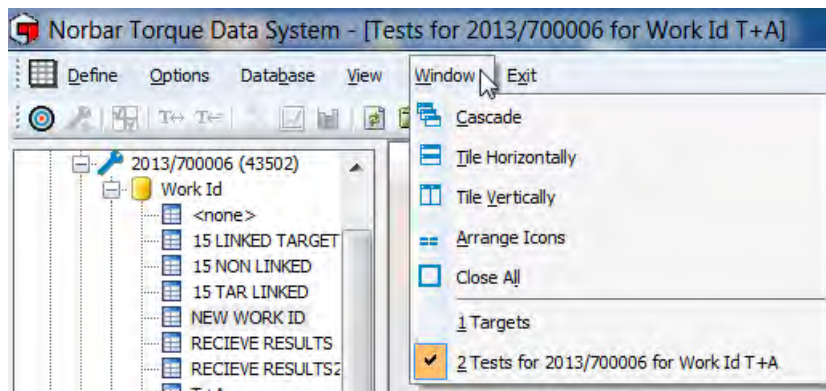 Norbar Torque Data System - [Tests for 2013/700006 for Work Id T+A]
Define Options Database View Window Exit
Cascade
Tile Horizontally
Tile Vertically
Arrange Icons
Close All
1 Targets
2 Tests for 2013/700006 for Work Id T+A
2013/700006 (43502)
Work Id
<none>
15 LINKED TARGET
15 NON LINKED
15 TAR LINKED
NEW WORK ID
RECIEVE RESULTS
RECIEVE RESULTS2